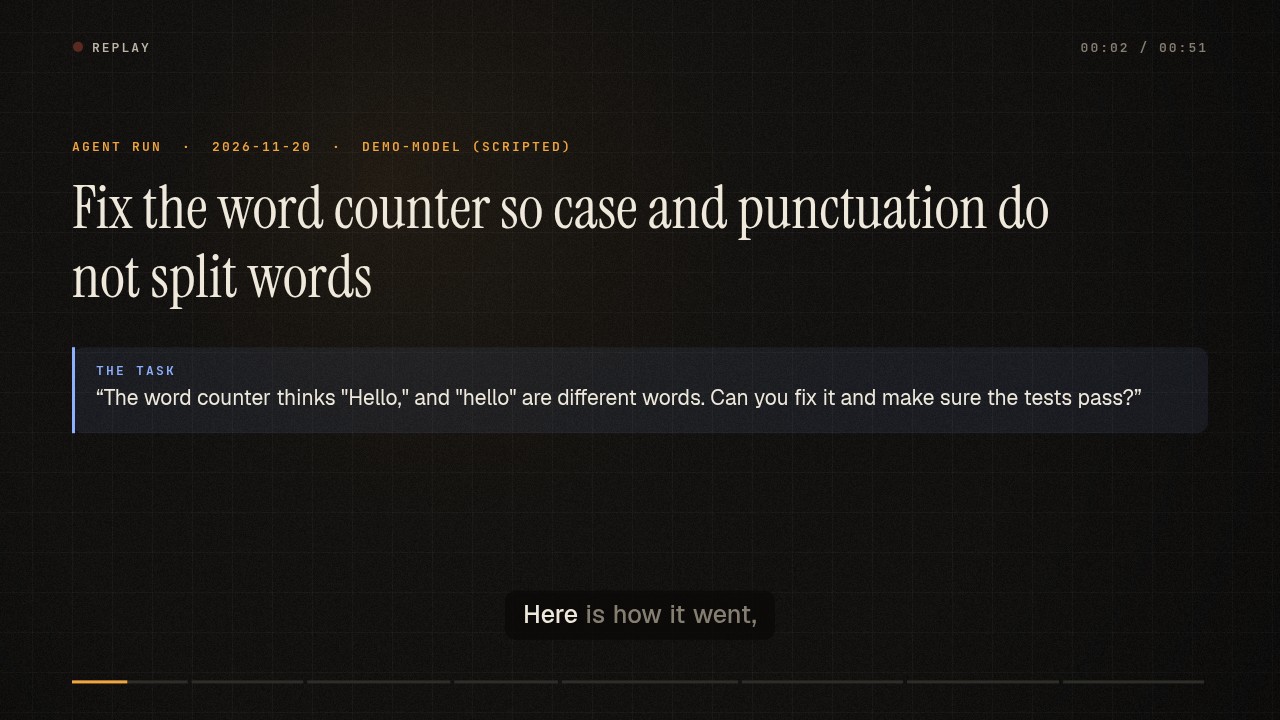 REPLAY
00:02 / 00:51
AGENT RUN · 2026-11-20 · DEMO-MODEL (SCRIPTED)
Fix the word counter so case and punctuation do
not split words
THE TASK
“The word counter thinks "Hello," and "hello" are different words. Can you fix it and make sure the tests pass?”
Here is how it went,